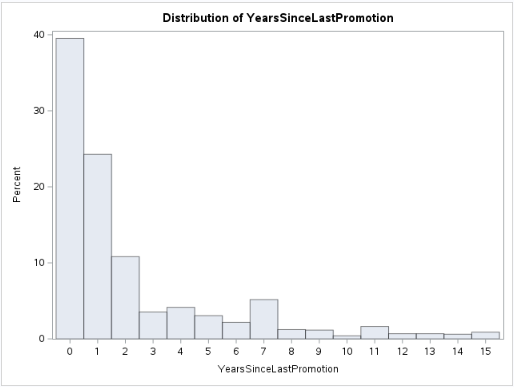 Distribution of YearsSinceLastPromotion
40
30
20
10
0
Percent
0 1 2 3 4 5 6 7 8 9 10 11 12 13 14 15
YearsSinceLastPromotion